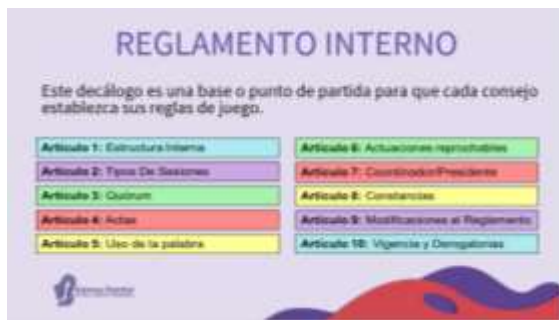 REGLAMENTO INTERNO
Este decálogo es una base o punto de partida para que cada consejo
establezca sus reglas de juego.
Artículo 1: Estructura Interna
Artículo 2: Tipos De Sesiones
Artículo 3: Quórum
Artículo 4: Actas
Artículo 5: Uso de la palabra
Artículo 6: Actuaciones reprochables
Artículo 7: Coordinador/Presidente
Artículo 8: Constancias
Artículo 9: Modificaciones al Reglamento
Artículo 10: Vigencia y Derogatorias